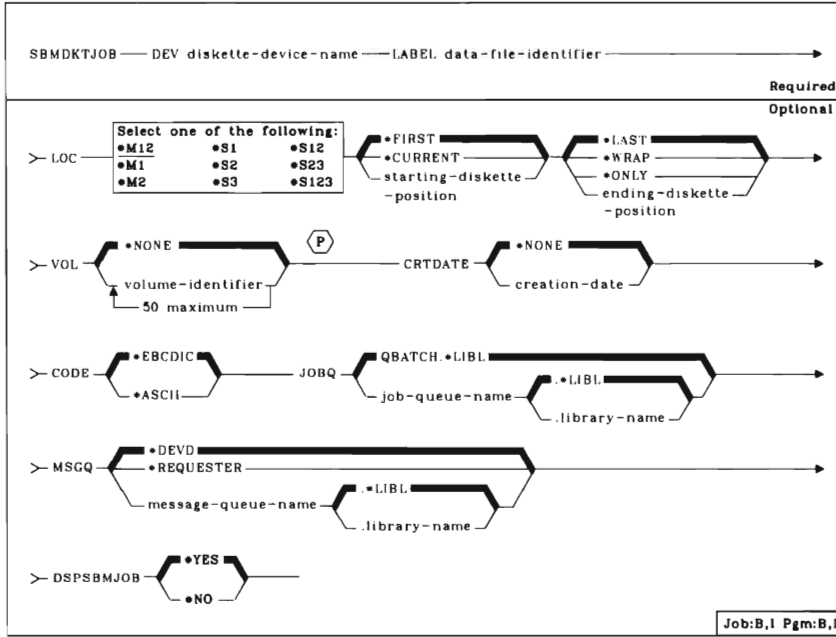 SBMDKTJOB DEV diskette-device-name LABEL data-file-identifier
Required
Optional
LOC
Select one of the following:
*M12 *S1 *S12
*M1 *S2 *S23
*M2 *S3 *S123
*FIRST
*CURRENT
starting-diskette
-position
*LAST
*WRAP
*ONLY
ending-diskette
-position
VOL
*NONE
volume-identifier
50 maximum
P
CRTDATE
*NONE
creation-date
CODE
*EBCDIC
*ASCII
JOBQ
QBATCH.*LIBL
job-queue-name
.*LIBL
.library-name
MSGQ
*DEVD
*REQUESTER
message-queue-name
.*LIBL
.library-name
DSPSBMJOB
*YES
*NO
Job:B,I Pgm:B,I